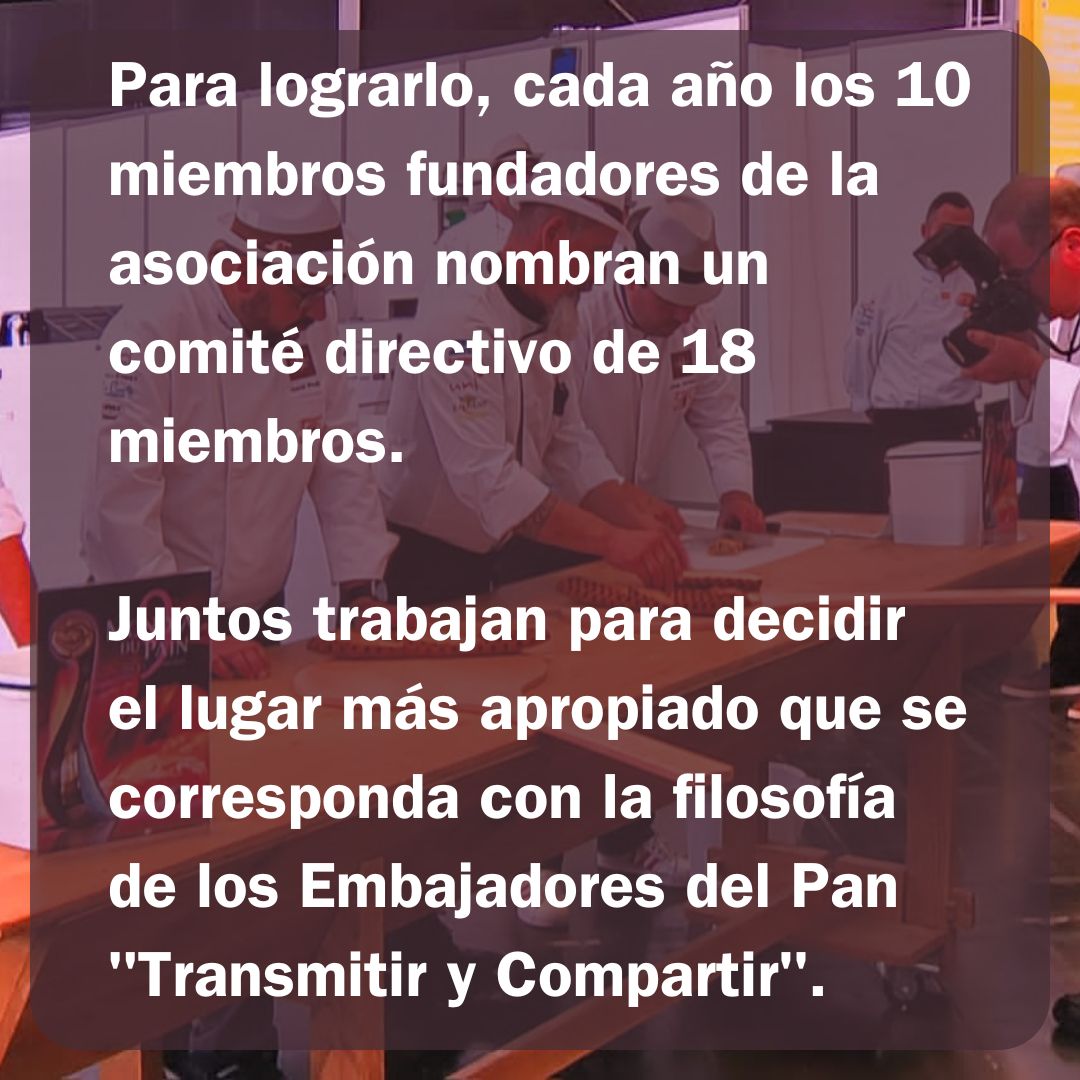 Para lograrlo, cada año los 10
miembros fundadores de la
asociación nombran un
comité directivo de 18
miembros.
Juntos trabajan para decidir
el lugar más apropiado que se
corresponda con la filosofía
de los Embajadores del Pan
"Transmitir y Compartir".
DU PAIN